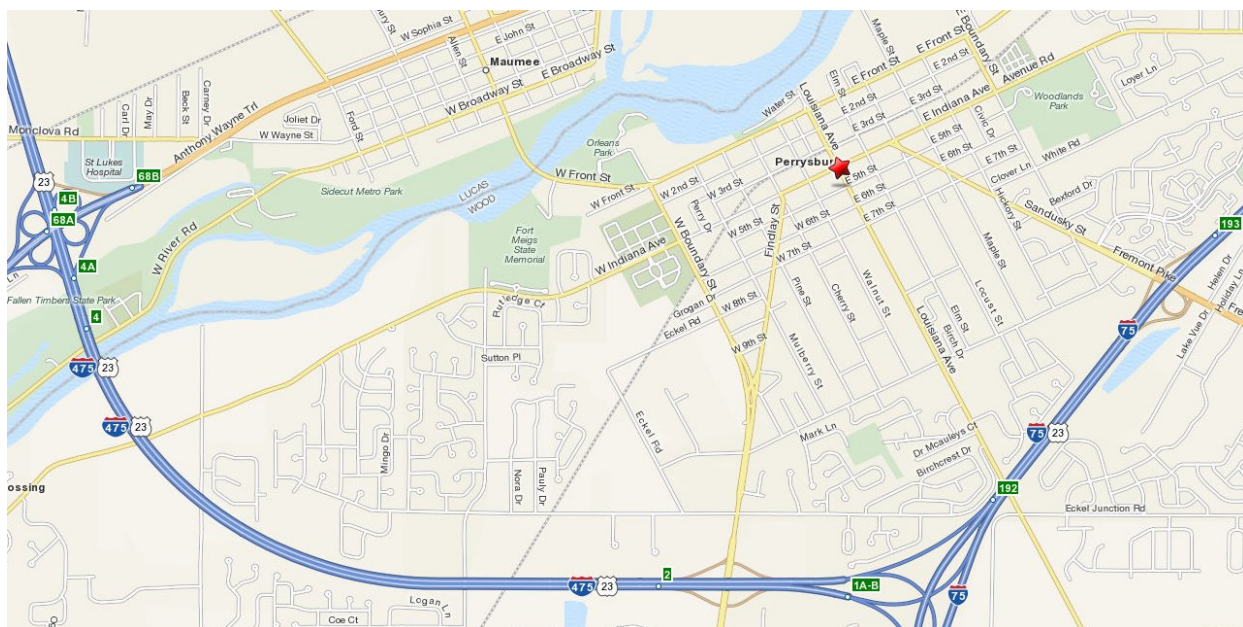 W Sophia St
E John St
Allen St
Maumee
E Broadway St
W Broadway St
Carney Dr
Beck St
May Dr
Carl Dr
Monclova Rd
Anthony Wayne Trl
Joliet Dr
W Wayne St
Ford St
St Lukes
Hospital
68B
23
4B
68A
4A
4
Sidecut Metro Park
LUCAS
WOOD
W River Rd
Fallen Timbers State Park
Fort
Meigs
State
Memorial
Orleans
Park
W Front St
W Front St
Water St
Maple St
E Front St
E Front St
E Boundary St
Elm St
E 2nd St
E 2nd St
E 3rd St
E 3rd St
Louisiana Ave
E Indiana Ave
Avenue Rd
Loyer Ln
Woodlands
Park
Civic Dr
E 5th St
E 6th St
E 7th St
Clover Ln
White Rd
Bexford Dr
Hickory St
Sandusky St
Fremont Pike
Perrysbur
E 5th St
E 6th St
E 7th St
W 2nd St
W 3rd St
Perry Dr
W 5th St
W 6th St
W 7th St
Findlay St
W Boundary St
W Indiana Ave
Rutledge Ct
Sutton Pl
Grogan Dr
Eckel Rd
W 8th St
W 9th St
Pine St
Cherry St
Walnut St
Mulberry St
Louisiana Ave
Elm St
Birch Dr
Locust St
Maple St
193
Helen Dr
Holiday Ln
Lake Vue Dr
75
475
23
475
23
Mingo Dr
Nora Dr
Pauly Dr
Eckel Rd
Mark Ln
Dr Mcauleys Ct
Birchcrest Dr
75
23
192
Eckel Junction Rd
ossing
475
23
2
1A-B
75
Logan Ln
Coe Ct